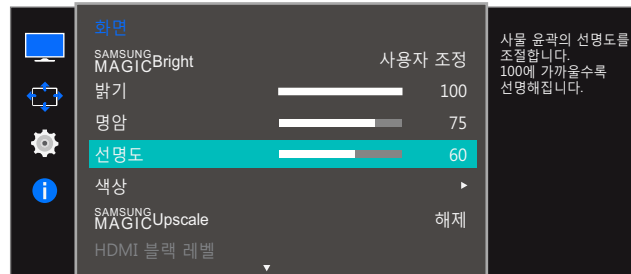 화면
SAMSUNG MAGICBright 사용자 조정
밝기 100
명암 75
선명도 60
색상
SAMSUNG MAGICUpscale 해제
HDMI 블랙 레벨
사물 윤곽의 선명도를
조절합니다.
100에 가까울수록
선명해집니다.